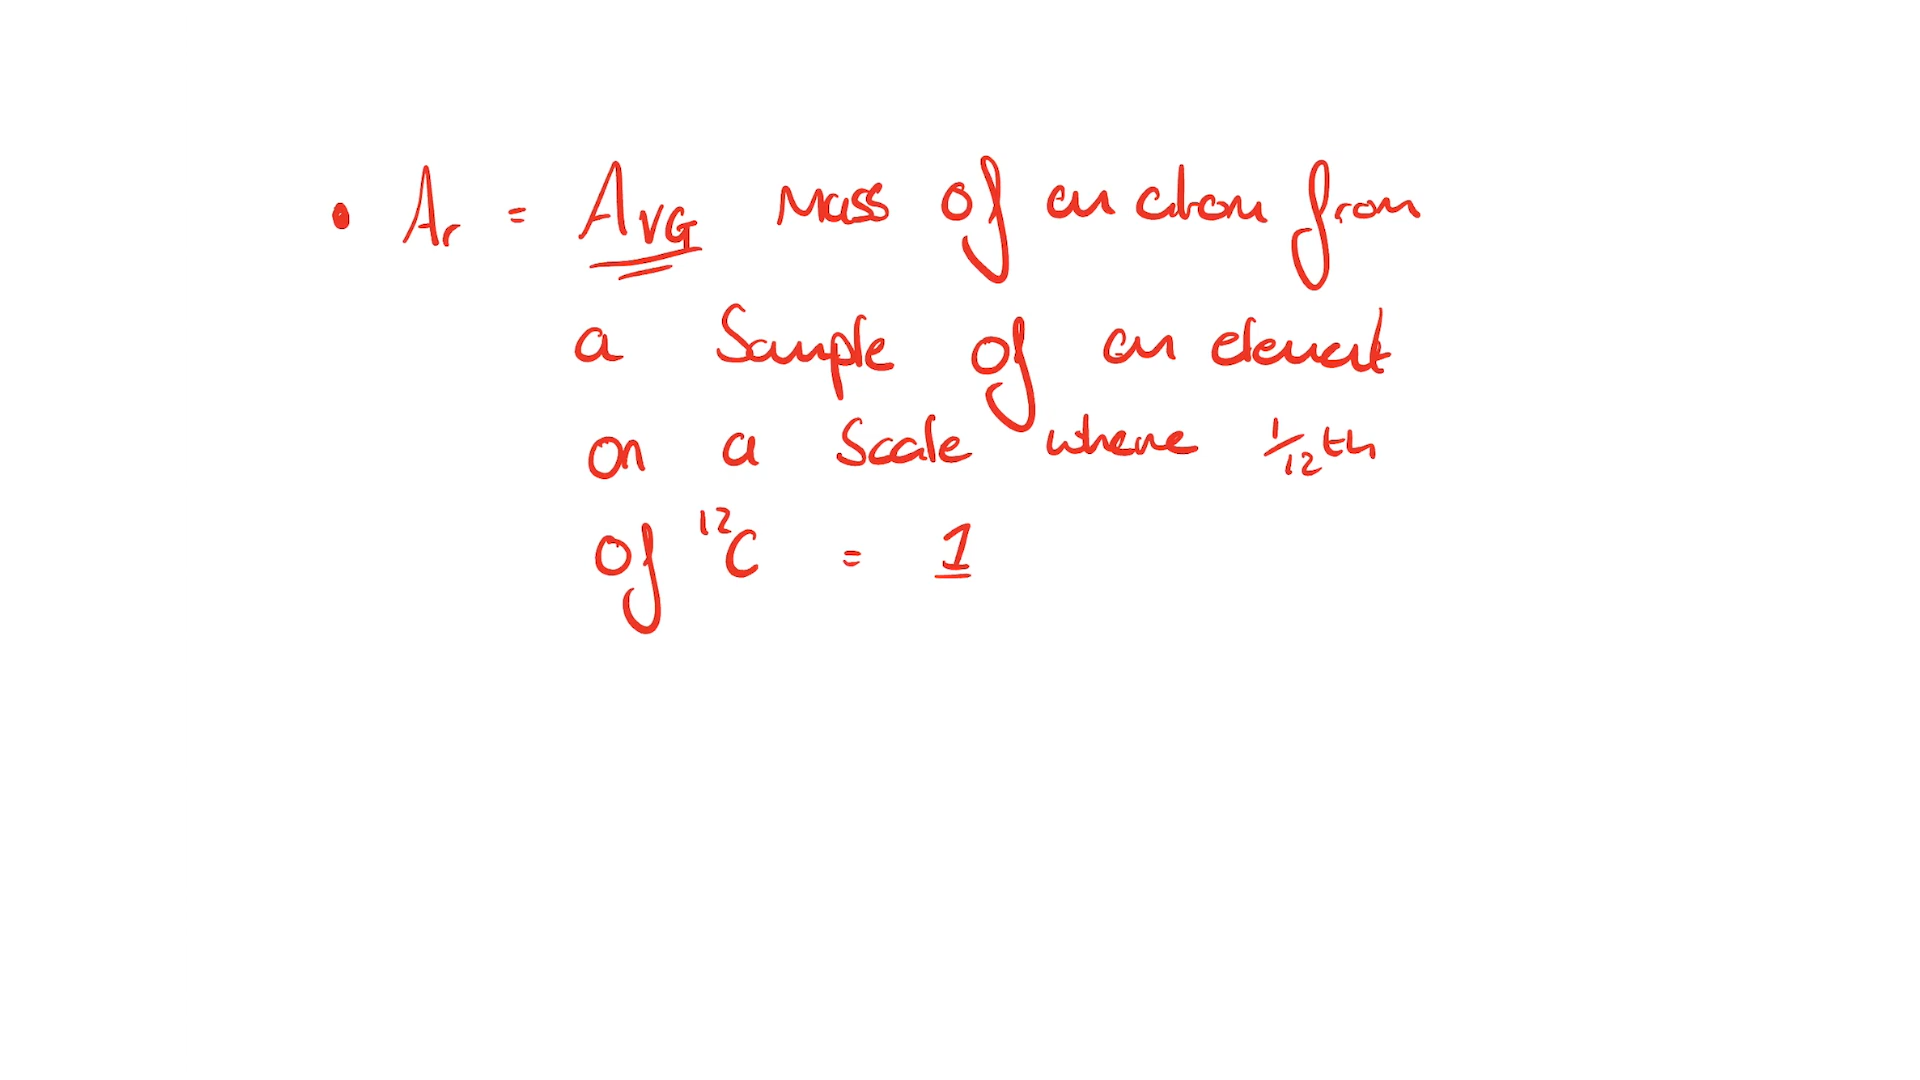 • Ar = AVG Mass of an atom from
a Sample of an element
on a Scale where 1/12th
of ¹²C = 1